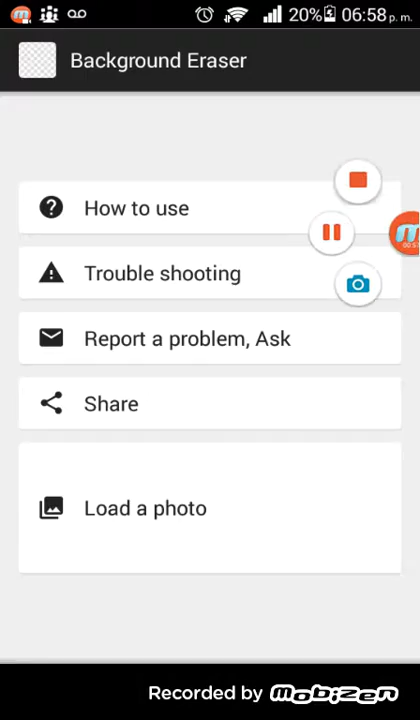 20% 06:58 p. m.
Background Eraser
How to use
Trouble shooting
Report a problem, Ask
Share
Load a photo
Recorded by MOBIZEN